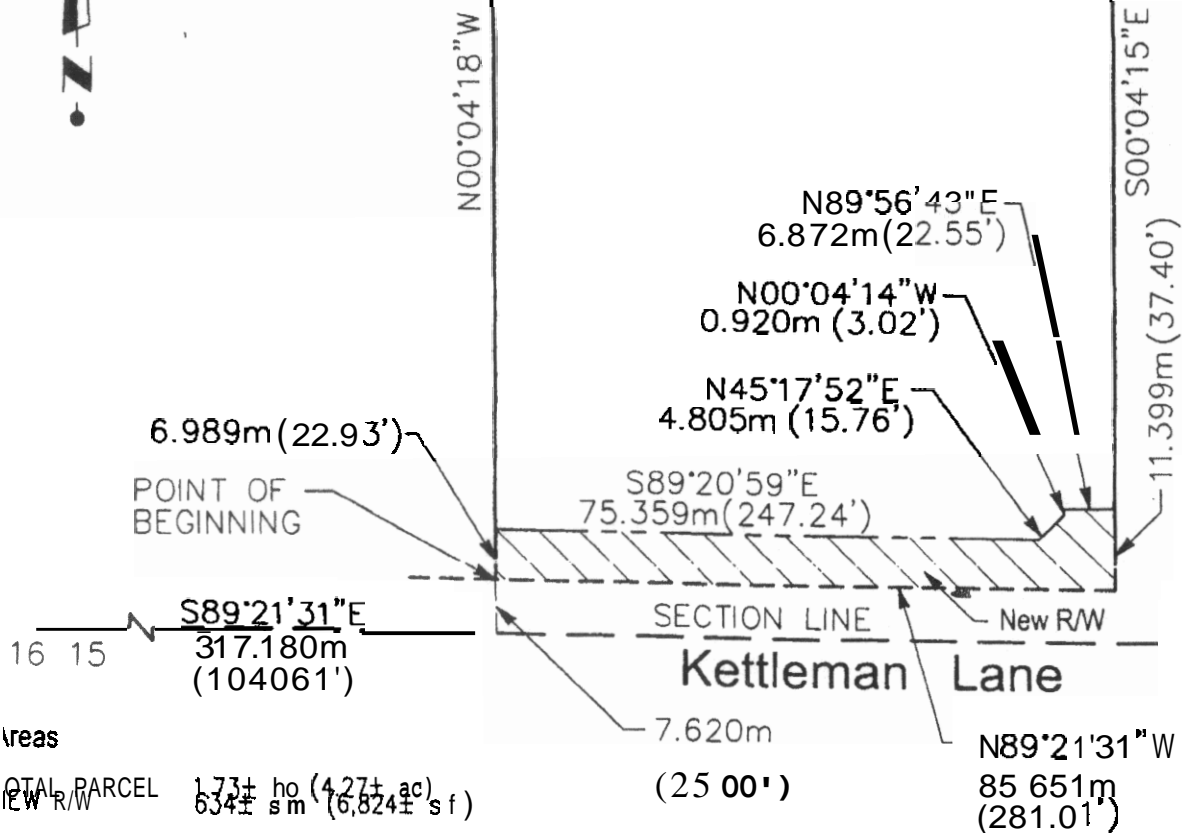 N
N00°04'18"W
S00°04'15"E
N89°56'43"E
6.872m(22.55')
N00°04'14"W
0.920m (3.02')
N45°17'52"E
4.805m (15.76')
11.399m(37.40')
6.989m(22.93')
POINT OF
BEGINNING
S89°20'59"E
75.359m(247.24')
S89°21'31"E
317.180m
(104061')
16 15
SECTION LINE
New R/W
Kettleman Lane
7.620m
(25 00')
N89°21'31"W
85 651m
(281.01')
reas
OTAL PARCEL 1.73± ho (4.27± ac)
EW R/W 634± sm (6,824± sf)